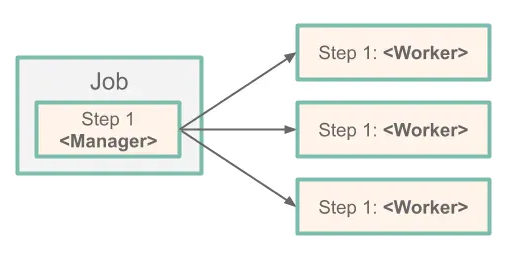 Job
Step 1
<Manager>
Step 1: <Worker>
Step 1: <Worker>
Step 1: <Worker>